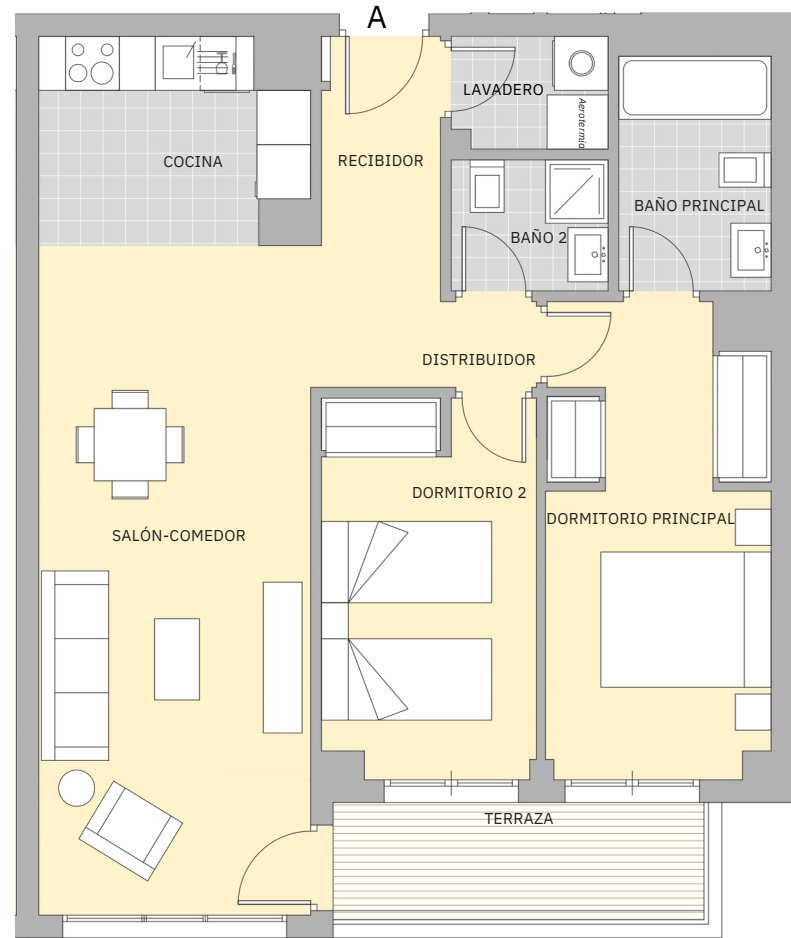 A
LAVADERO
Aerotermia
COCINA
RECIBIDOR
BAÑO PRINCIPAL
BAÑO 2
DISTRIBUIDOR
DORMITORIO 2
DORMITORIO PRINCIPAL
SALÓN-COMEDOR
TERRAZA